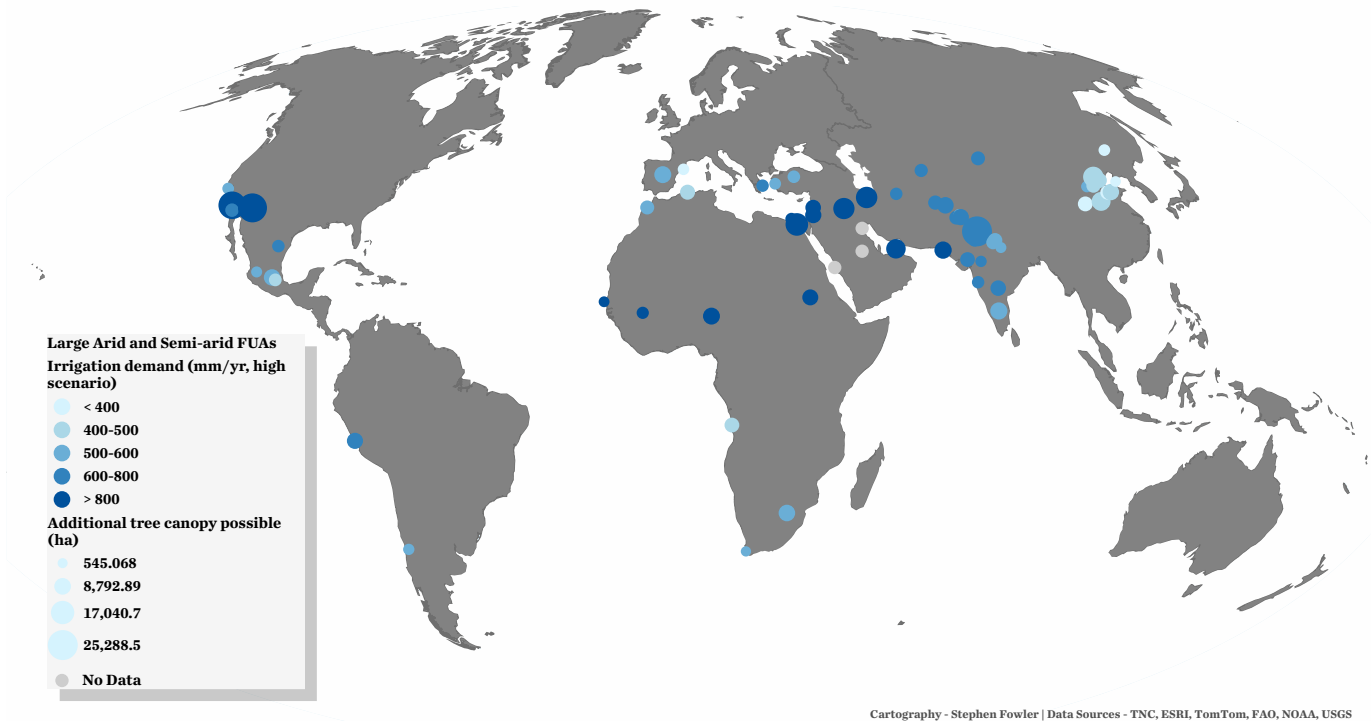 Large Arid and Semi-arid FUAs
Irrigation demand (mm/yr, high
scenario)
< 400
400-500
500-600
600-800
> 800
Additional tree canopy possible
(ha)
545.068
8,792.89
17,040.7
25,288.5
No Data
Cartography - Stephen Fowler | Data Sources - TNC, ESRI, TomTom, FAO, NOAA, USGS